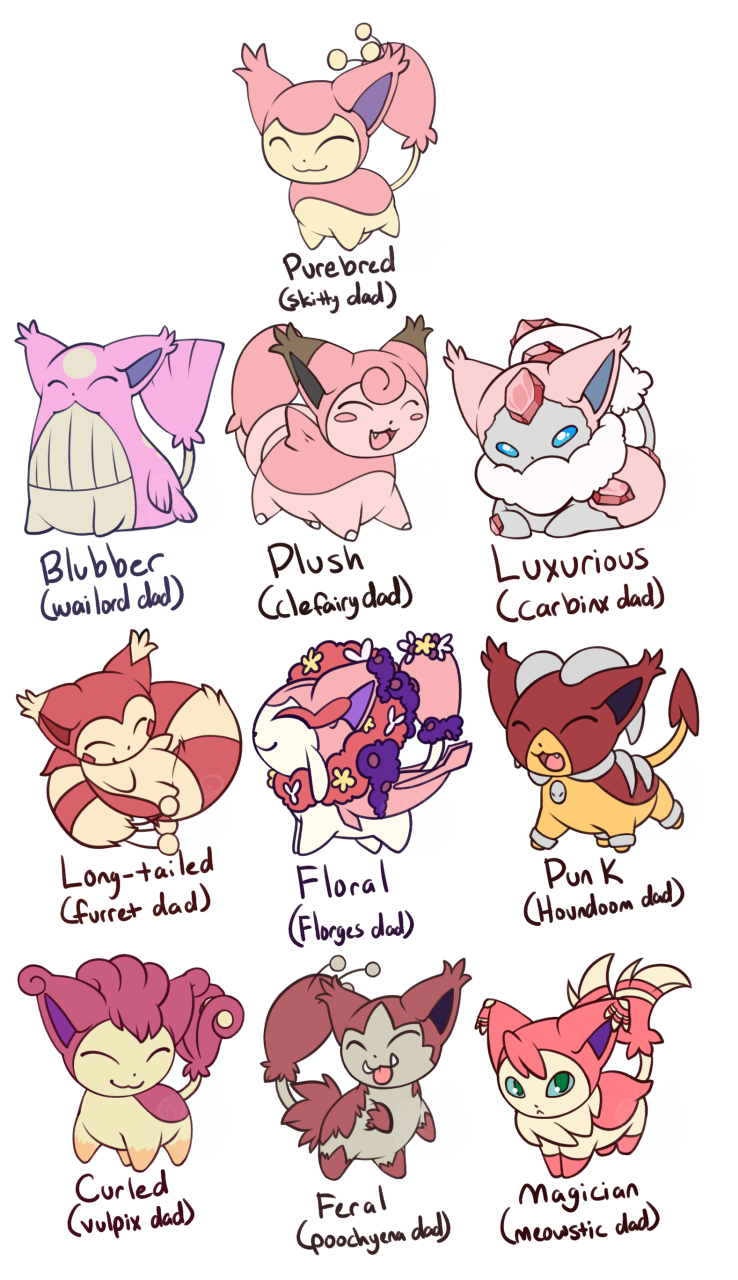 Purebred
(skitty dad)
Blubber
(wailord dad)
Plush
(clefairy dad)
Luxurious
(carbinx dad)
Long-tailed
(furret dad)
Floral
(Florges dad)
Punk
(Houndoom dad)
Curled
(vulpix dad)
Feral
(poochyena dad)
Magician
(meowstic dad)